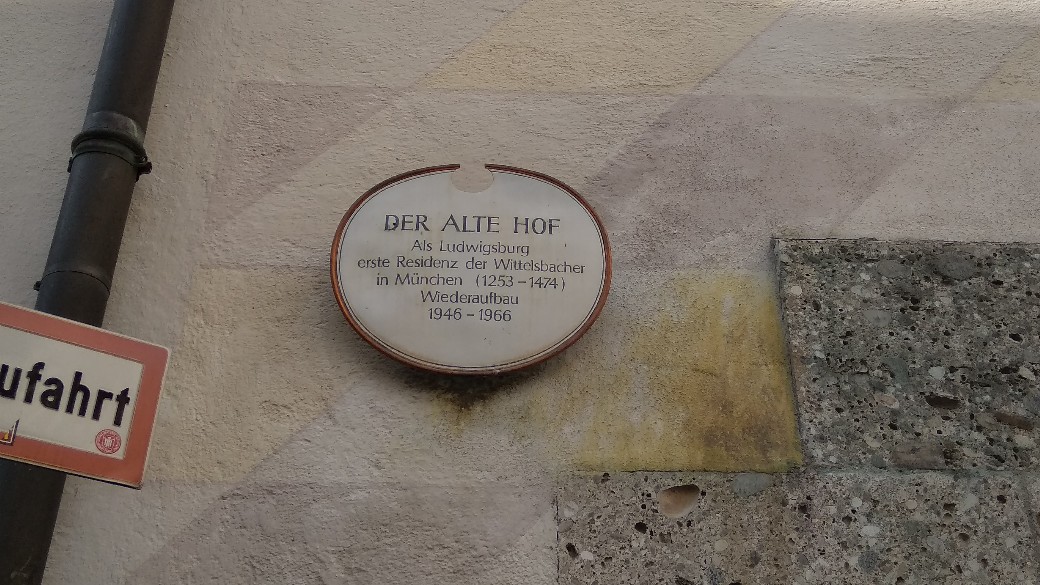 DER ALTE HOF
Als Ludwigsburg
erste Residenz der Wittelsbacher
in München (1253 – 1474)
Wiederaufbau
1946 – 1966
ufahrt